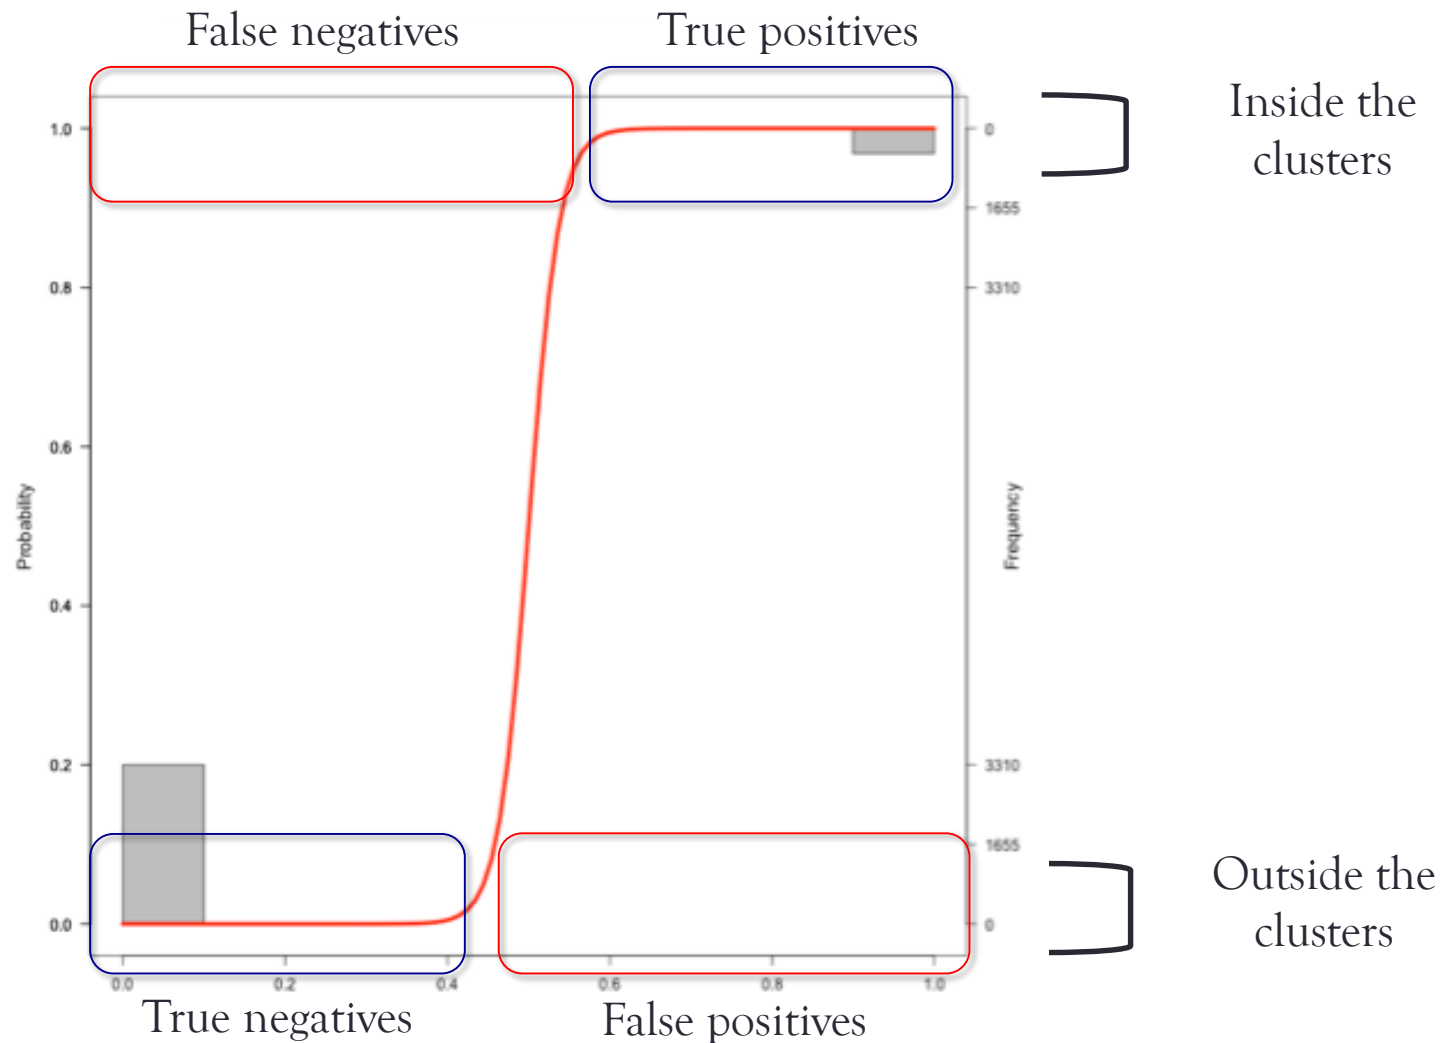 False negatives
True positives
Inside the
clusters
1.0
0.8
0.6
0.4
0.2
0.0
Probability
0
1655
3310
3310
1655
0
Frequency
Outside the
clusters
0.0
0.2
0.4
0.6
0.8
1.0
True negatives
False positives